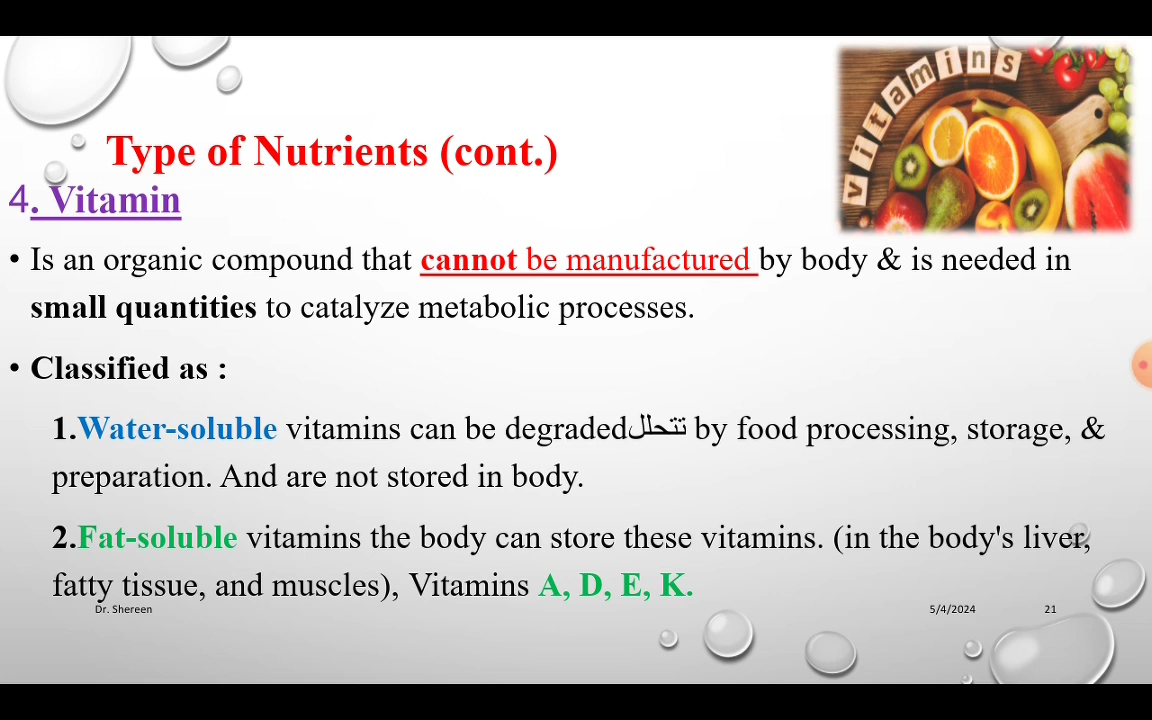 vitamins
Type of Nutrients (cont.)
4. Vitamin
• Is an organic compound that cannot be manufactured by body & is needed in
small quantities to catalyze metabolic processes.
• Classified as :
1.Water-soluble vitamins can be degradedتتحلل by food processing, storage, &
preparation. And are not stored in body.
2.Fat-soluble vitamins the body can store these vitamins. (in the body's liver,
fatty tissue, and muscles), Vitamins A, D, E, K.
Dr. Shereen 5/4/2024 21